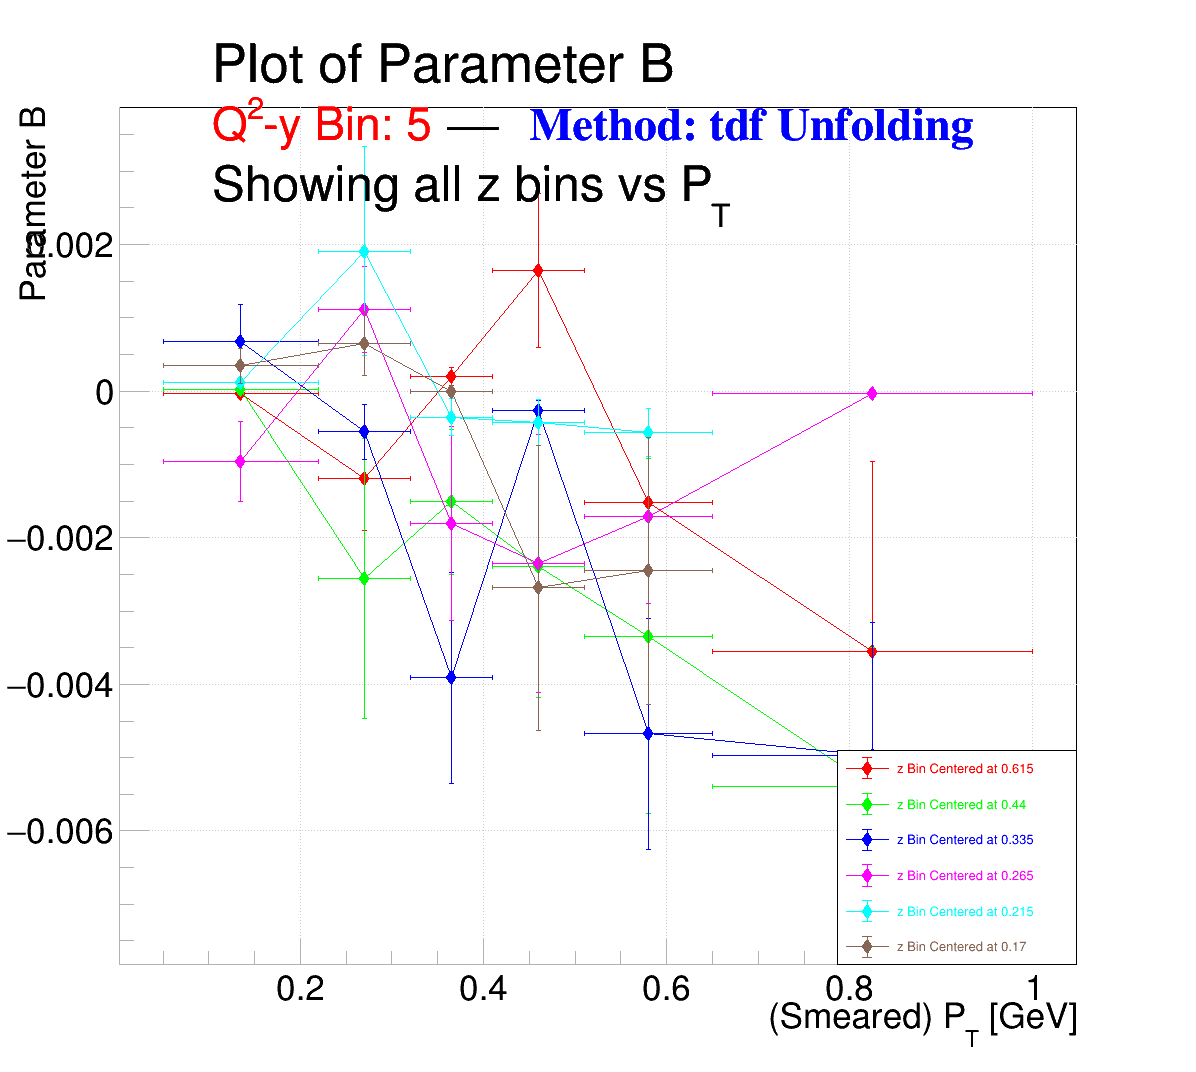 Plot of Parameter B
Q²-y Bin: 5 — Method: tdf Unfolding
Showing all z bins vs P_T
Parameter B
0.002
0
−0.002
−0.004
−0.006
z Bin Centered at 0.615
z Bin Centered at 0.44
z Bin Centered at 0.335
z Bin Centered at 0.265
z Bin Centered at 0.215
z Bin Centered at 0.17
0.2 0.4 0.6 0.8 1
(Smeared) P_T [GeV]